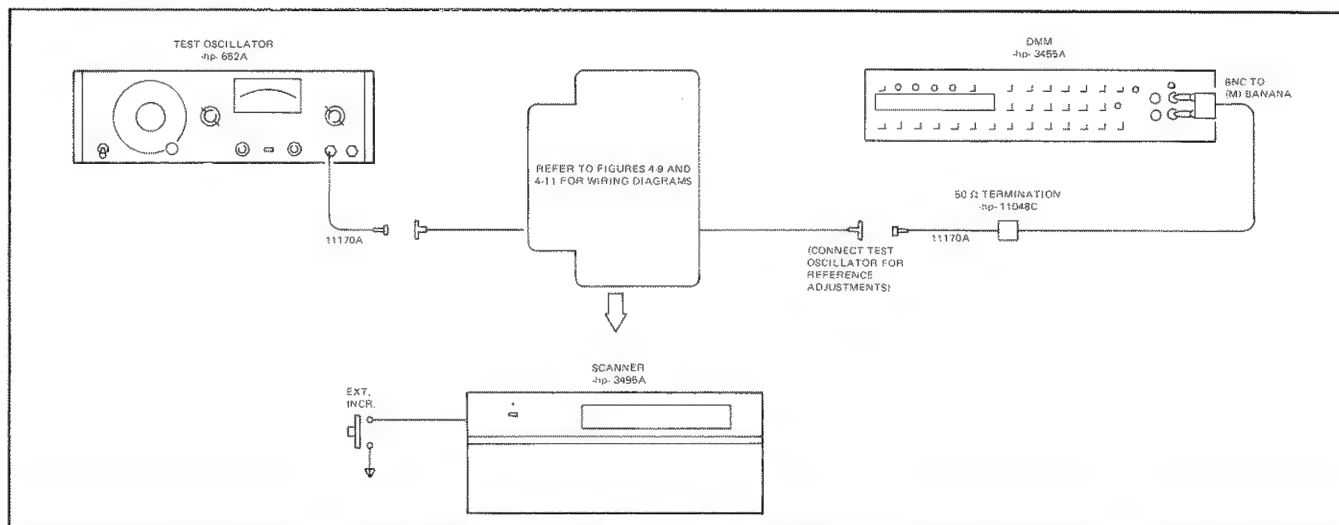 TEST OSCILLATOR
-hp- 652A
DMM
-hp- 3455A
BNC TO
(M) BANANA
REFER TO FIGURES 4-9 AND
4-11 FOR WIRING DIAGRAMS
50 Ω TERMINATION
-hp- 11048C
11170A
11170A
(CONNECT TEST
OSCILLATOR FOR
REFERENCE
ADJUSTMENTS)
SCANNER
-hp- 3495A
EXT.
INCR.